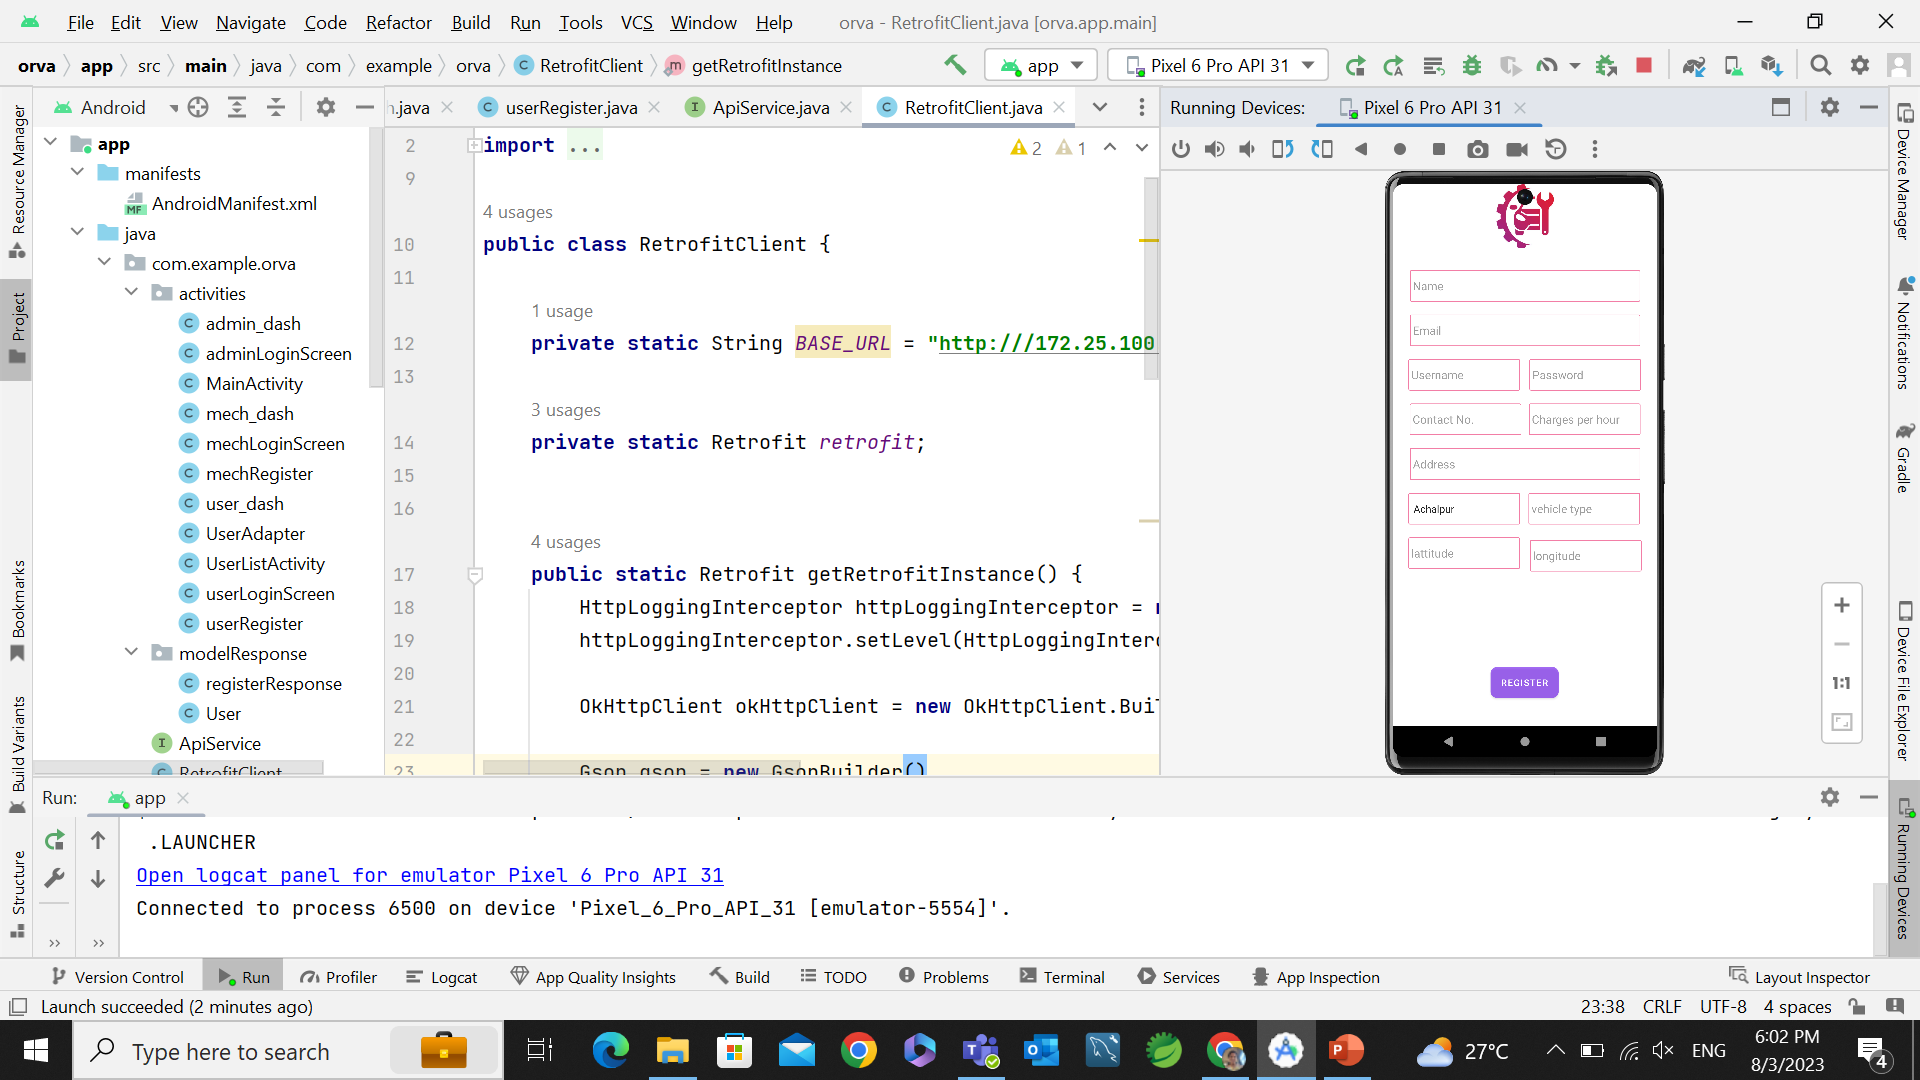 File Edit View Navigate Code Refactor Build Run Tools VCS Window Help orva - RetrofitClient.java [orva.app.main]
orva app src main java com example orva RetrofitClient getRetrofitInstance app Pixel 6 Pro API 31
Android
.java userRegister.java ApiService.java RetrofitClient.java
Running Devices: Pixel 6 Pro API 31
Resource Manager
Project
Bookmarks
Build Variants
Structure
app
manifests
AndroidManifest.xml
java
com.example.orva
activities
admin_dash
adminLoginScreen
MainActivity
mech_dash
mechLoginScreen
mechRegister
user_dash
UserAdapter
UserListActivity
userLoginScreen
userRegister
modelResponse
registerResponse
User
ApiService
RetrofitClient
2 import ...
2 1
9
4 usages
10 public class RetrofitClient {
11
1 usage
12 private static String BASE_URL = "http:///172.25.100
13
3 usages
14 private static Retrofit retrofit;
15
16
4 usages
17 public static Retrofit getRetrofitInstance() {
18 HttpLoggingInterceptor httpLoggingInterceptor =
19 httpLoggingInterceptor.setLevel(HttpLoggingInter
20
21 OkHttpClient okHttpClient = new OkHttpClient.Buil
22
23 Gson gson = new GsonBuilder()
Name
Email
Username Password
Contact No. Charges per hour
Address
Achalpur vehicle type
lattitude longitude
REGISTER
1:1
Device Manager
Notifications
Gradle
Device File Explorer
Running Devices
Run: app
.LAUNCHER
Open logcat panel for emulator Pixel 6 Pro API 31
Connected to process 6500 on device 'Pixel_6_Pro_API_31 [emulator-5554]'.
Version Control Run Profiler Logcat App Quality Insights Build TODO Problems Terminal Services App Inspection Layout Inspector
Launch succeeded (2 minutes ago) 23:38 CRLF UTF-8 4 spaces
Type here to search 27°C ENG 6:02 PM
8/3/2023 4